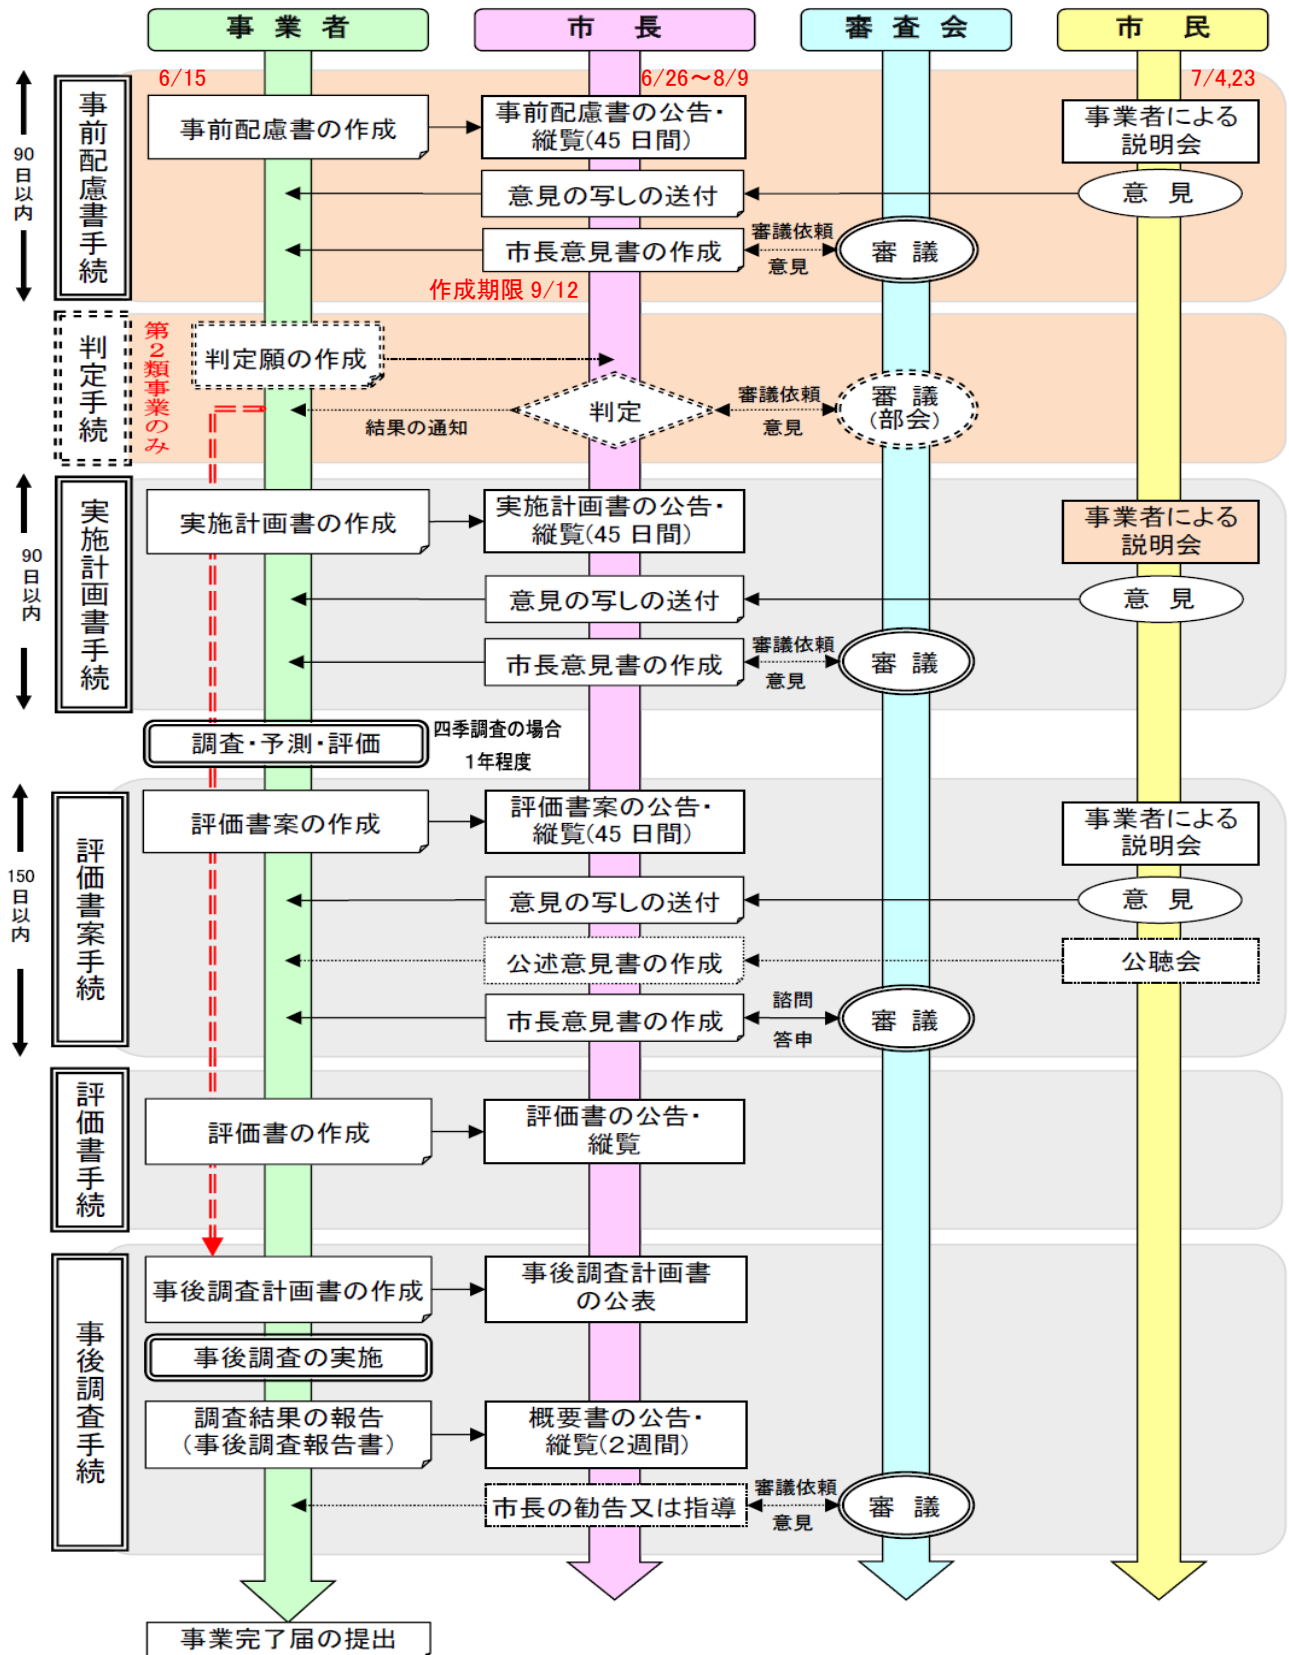 事業者
市長
審査会
市民
事前配慮書手続
90日以内
6/15
事前配慮書の作成
6/26～8/9
事前配慮書の公告・
縦覧(45日間)
7/4,23
事業者による
説明会
意見の写しの送付
意見
市長意見書の作成
審議依頼
意見
審議
作成期限 9/12
判定手続
第2類事業のみ
判定願の作成
判定
結果の通知
審議依頼
意見
審議
(部会)
実施計画書手続
90日以内
実施計画書の作成
実施計画書の公告・
縦覧(45日間)
事業者による
説明会
意見の写しの送付
意見
市長意見書の作成
審議依頼
意見
審議
調査・予測・評価
四季調査の場合
1年程度
評価書案手続
150日以内
評価書案の作成
評価書案の公告・
縦覧(45日間)
事業者による
説明会
意見の写しの送付
意見
公述意見書の作成
公聴会
市長意見書の作成
諮問
答申
審議
評価書手続
評価書の作成
評価書の公告・
縦覧
事後調査手続
事後調査計画書の作成
事後調査計画書
の公表
事後調査の実施
調査結果の報告
(事後調査報告書)
概要書の公告・
縦覧(2週間)
市長の勧告又は指導
審議依頼
意見
審議
事業完了届の提出